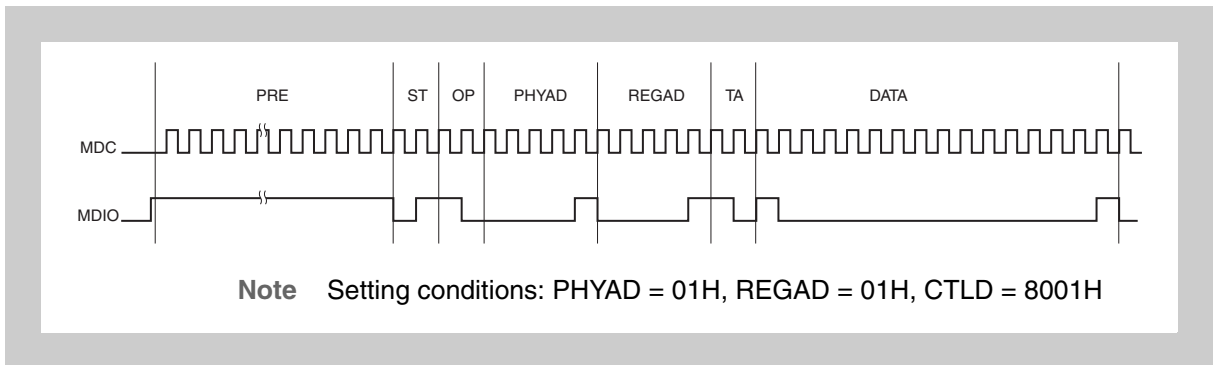 PRE ST OP PHYAD REGAD TA DATA
MDC
MDIO
Note Setting conditions: PHYAD = 01H, REGAD = 01H, CTLD = 8001H